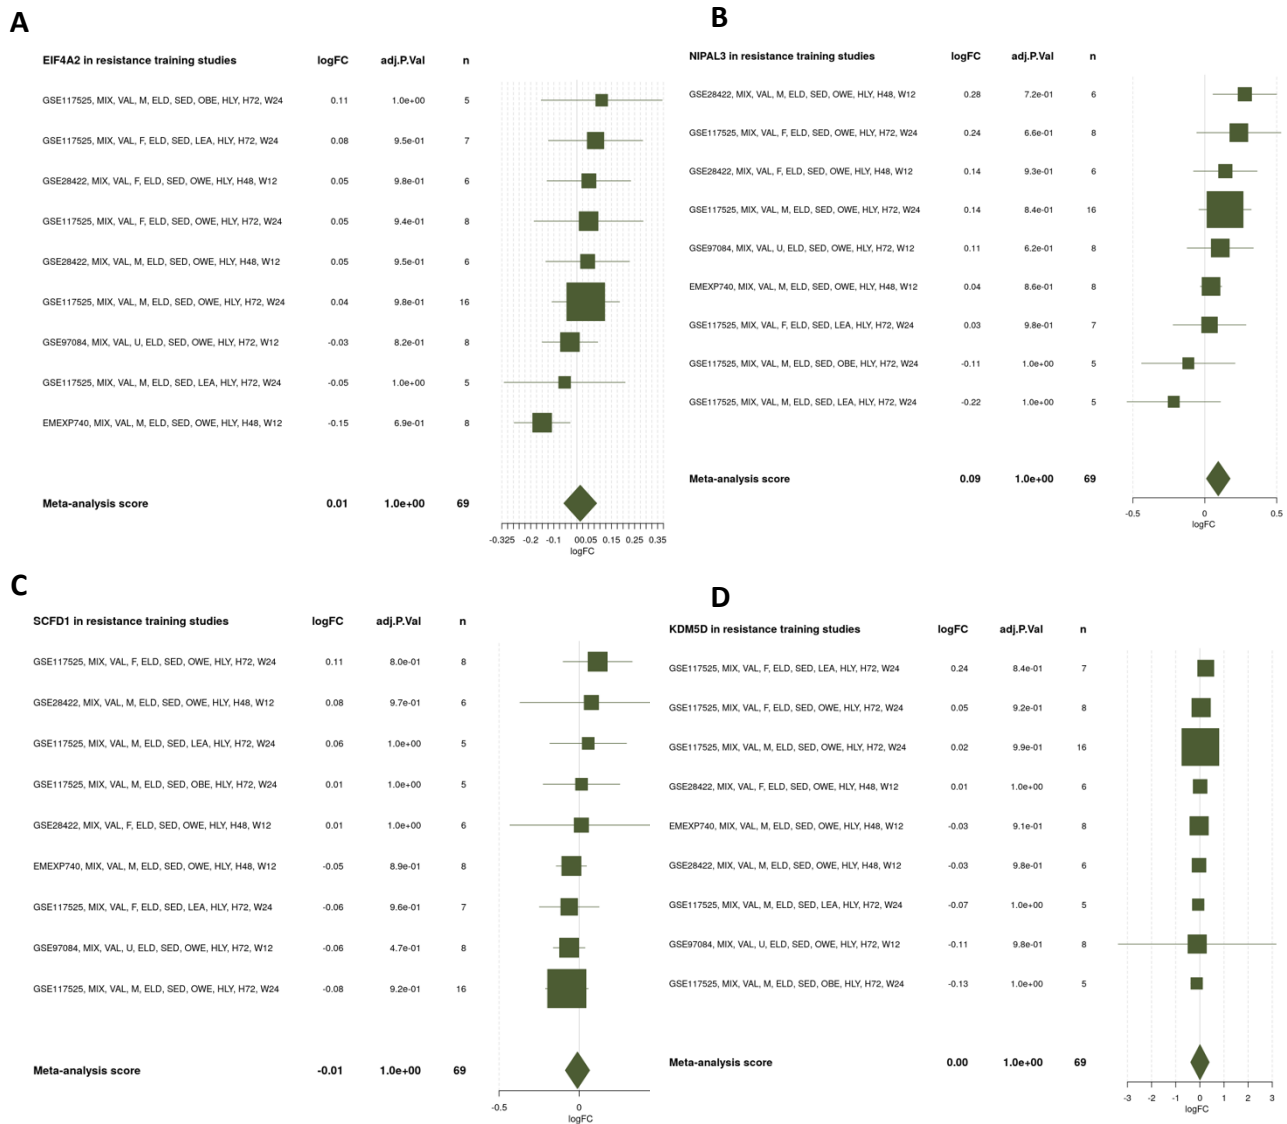 A
EIF4A2 in resistance training studies logFC adj.P.Val n
GSE117525, MIX, VAL, M, ELD, SED, OBE, HLY, H72, W24 0.11 1.0e+00 5
GSE117525, MIX, VAL, F, ELD, SED, LEA, HLY, H72, W24 0.08 9.5e-01 7
GSE28422, MIX, VAL, F, ELD, SED, OWE, HLY, H48, W12 0.05 9.8e-01 6
GSE117525, MIX, VAL, F, ELD, SED, OWE, HLY, H72, W24 0.05 9.4e-01 8
GSE28422, MIX, VAL, M, ELD, SED, OWE, HLY, H48, W12 0.05 9.5e-01 6
GSE117525, MIX, VAL, M, ELD, SED, OWE, HLY, H72, W24 0.04 9.8e-01 16
GSE97084, MIX, VAL, U, ELD, SED, OWE, HLY, H72, W12 -0.03 8.2e-01 8
GSE117525, MIX, VAL, M, ELD, SED, LEA, HLY, H72, W24 -0.05 1.0e+00 5
EMEXP740, MIX, VAL, M, ELD, SED, OWE, HLY, H48, W12 -0.15 6.9e-01 8
Meta-analysis score 0.01 1.0e+00 69
-0.325 -0.2 -0.1 0 0.05 0.15 0.25 0.35
logFC
B
NIPAL3 in resistance training studies logFC adj.P.Val n
GSE28422, MIX, VAL, M, ELD, SED, OWE, HLY, H48, W12 0.28 7.2e-01 6
GSE117525, MIX, VAL, F, ELD, SED, OWE, HLY, H72, W24 0.24 6.6e-01 8
GSE28422, MIX, VAL, F, ELD, SED, OWE, HLY, H48, W12 0.14 9.3e-01 6
GSE117525, MIX, VAL, M, ELD, SED, OWE, HLY, H72, W24 0.14 8.4e-01 16
GSE97084, MIX, VAL, U, ELD, SED, OWE, HLY, H72, W12 0.11 6.2e-01 8
EMEXP740, MIX, VAL, M, ELD, SED, OWE, HLY, H48, W12 0.04 8.6e-01 8
GSE117525, MIX, VAL, F, ELD, SED, LEA, HLY, H72, W24 0.03 9.8e-01 7
GSE117525, MIX, VAL, M, ELD, SED, OBE, HLY, H72, W24 -0.11 1.0e+00 5
GSE117525, MIX, VAL, M, ELD, SED, LEA, HLY, H72, W24 -0.22 1.0e+00 5
Meta-analysis score 0.09 1.0e+00 69
-0.5 0 0.5
logFC
C
SCFD1 in resistance training studies logFC adj.P.Val n
GSE117525, MIX, VAL, F, ELD, SED, OWE, HLY, H72, W24 0.11 8.0e-01 8
GSE28422, MIX, VAL, M, ELD, SED, OWE, HLY, H48, W12 0.08 9.7e-01 6
GSE117525, MIX, VAL, M, ELD, SED, LEA, HLY, H72, W24 0.06 1.0e+00 5
GSE117525, MIX, VAL, M, ELD, SED, OBE, HLY, H72, W24 0.01 1.0e+00 5
GSE28422, MIX, VAL, F, ELD, SED, OWE, HLY, H48, W12 0.01 1.0e+00 6
EMEXP740, MIX, VAL, M, ELD, SED, OWE, HLY, H48, W12 -0.05 8.9e-01 8
GSE117525, MIX, VAL, F, ELD, SED, LEA, HLY, H72, W24 -0.06 9.6e-01 7
GSE97084, MIX, VAL, U, ELD, SED, OWE, HLY, H72, W12 -0.06 4.7e-01 8
GSE117525, MIX, VAL, M, ELD, SED, OWE, HLY, H72, W24 -0.08 9.2e-01 16
Meta-analysis score -0.01 1.0e+00 69
-0.5 0
logFC
D
KDM5D in resistance training studies logFC adj.P.Val n
GSE117525, MIX, VAL, F, ELD, SED, LEA, HLY, H72, W24 0.24 8.4e-01 7
GSE117525, MIX, VAL, F, ELD, SED, OWE, HLY, H72, W24 0.05 9.2e-01 8
GSE117525, MIX, VAL, M, ELD, SED, OWE, HLY, H72, W24 0.02 9.9e-01 16
GSE28422, MIX, VAL, F, ELD, SED, OWE, HLY, H48, W12 0.01 1.0e+00 6
EMEXP740, MIX, VAL, M, ELD, SED, OWE, HLY, H48, W12 -0.03 9.1e-01 8
GSE28422, MIX, VAL, M, ELD, SED, OWE, HLY, H48, W12 -0.03 9.8e-01 6
GSE117525, MIX, VAL, M, ELD, SED, LEA, HLY, H72, W24 -0.07 1.0e+00 5
GSE97084, MIX, VAL, U, ELD, SED, OWE, HLY, H72, W12 -0.11 9.8e-01 8
GSE117525, MIX, VAL, M, ELD, SED, OBE, HLY, H72, W24 -0.13 1.0e+00 5
Meta-analysis score 0.00 1.0e+00 69
-3 -2 -1 0 1 2 3
logFC